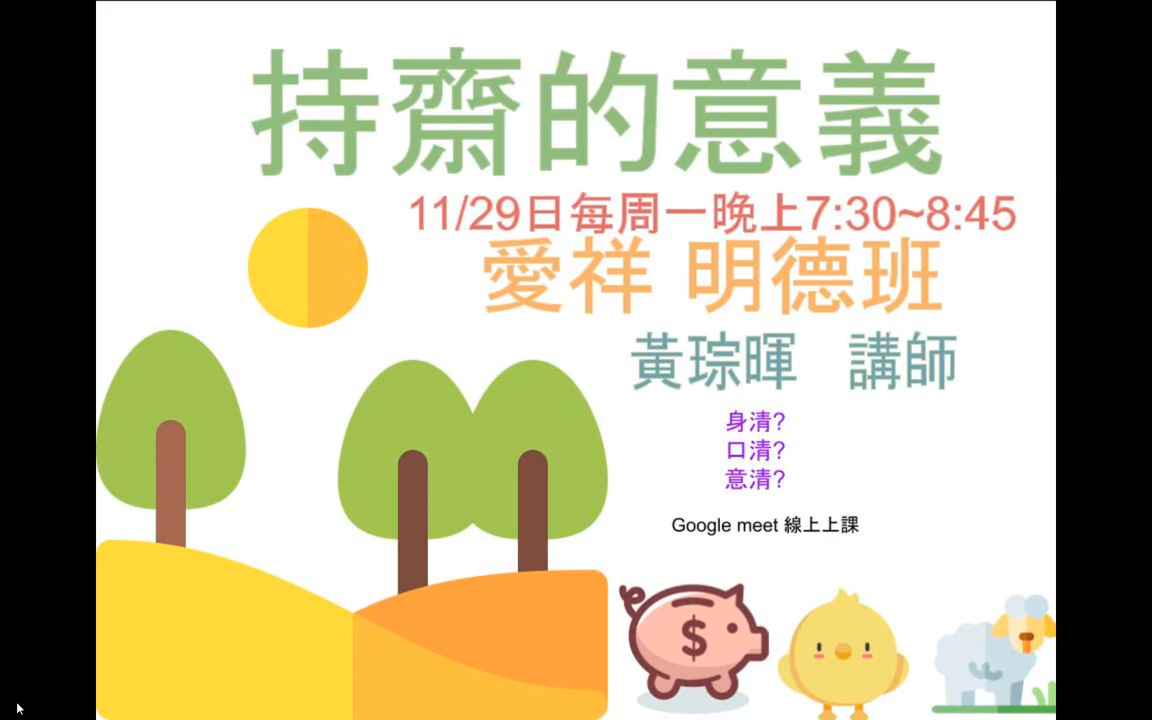 持齋的意義
11/29日每周一晚上7:30~8:45
愛祥 明德班
黃琮暉 講師
身清?
口清?
意清?
Google meet 線上上課
$